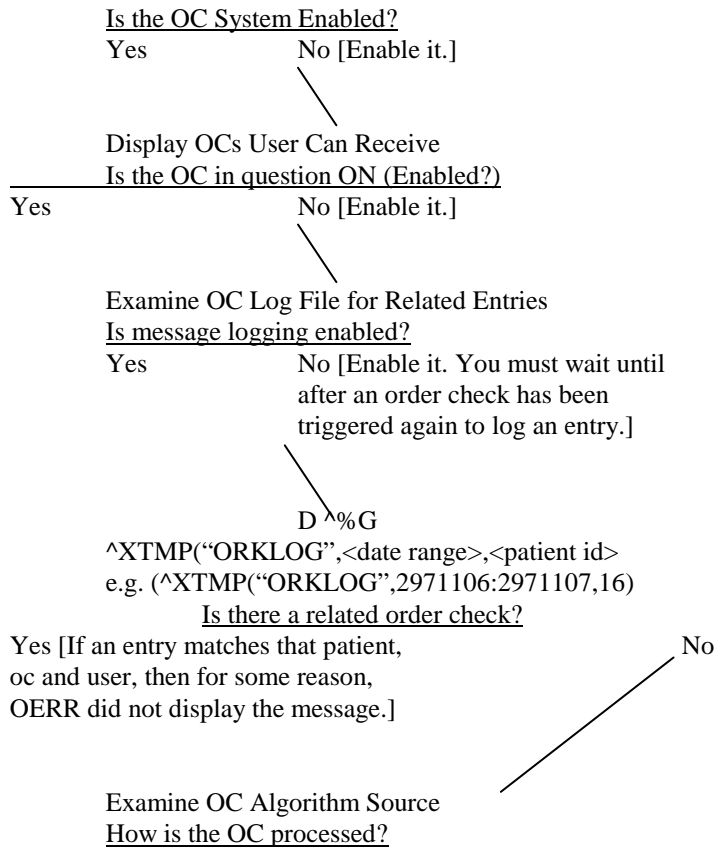 Is the OC System Enabled?
Yes No [Enable it.]
Display OCs User Can Receive
Is the OC in question ON (Enabled?)
Yes No [Enable it.]
Examine OC Log File for Related Entries
Is message logging enabled?
Yes No [Enable it. You must wait until
after an order check has been
triggered again to log an entry.]
D ^%G
^XTMP(“ORKLOG”,<date range>,<patient id>
e.g. (^XTMP(“ORKLOG”,2971106:2971107,16)
Is there a related order check?
Yes [If an entry matches that patient, No
oc and user, then for some reason,
OERR did not display the message.]
Examine OC Algorithm Source
How is the OC processed?